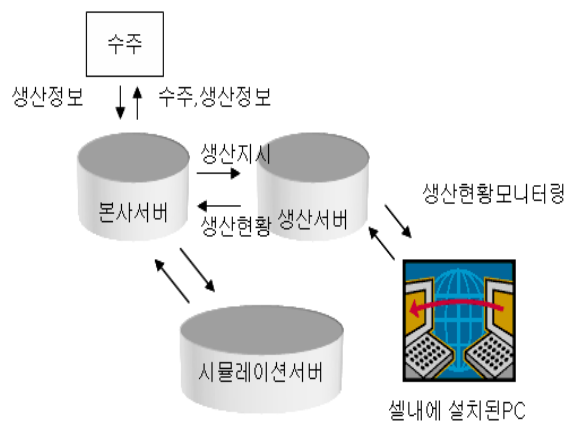 수주
생산정보
수주,생산정보
생산지시
본사서버
생산현황
생산서버
생산현황모니터링
시뮬레이션서버
셀내에 설치된PC